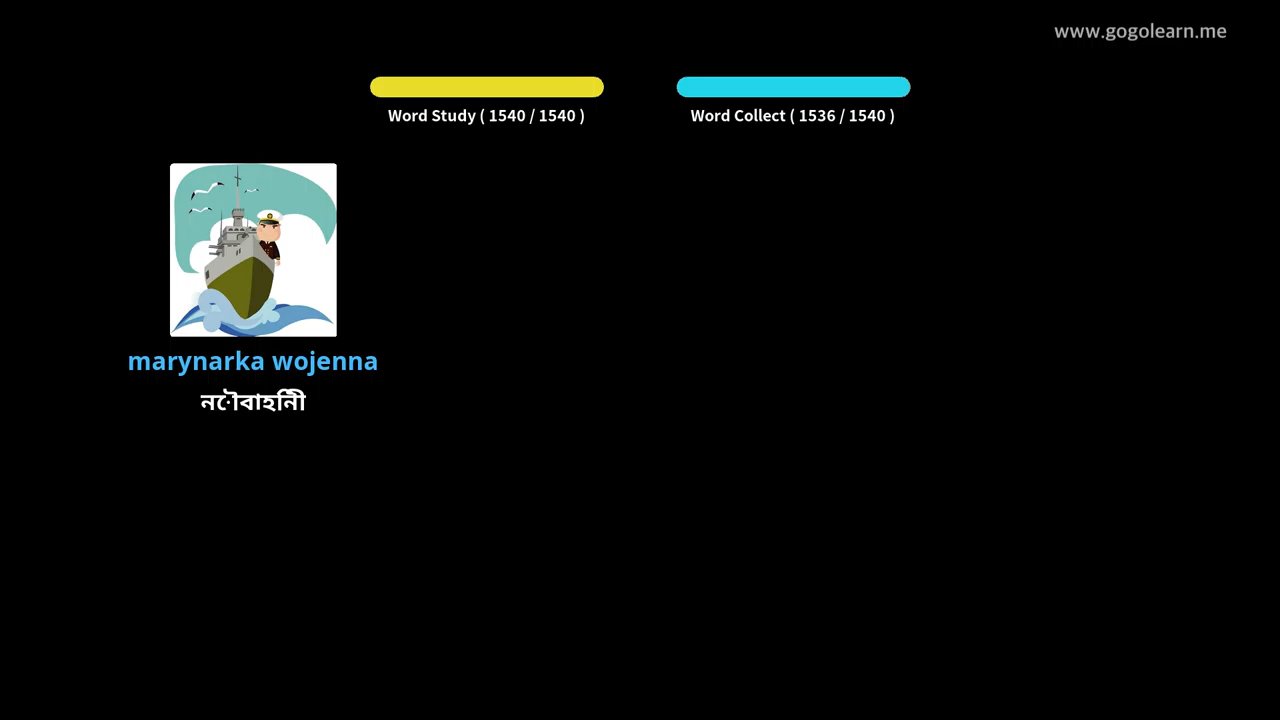 www.gogolearn.me
Word Study ( 1540 / 1540 )
Word Collect ( 1536 / 1540 )
marynarka wojenna
নৌবাহিনী